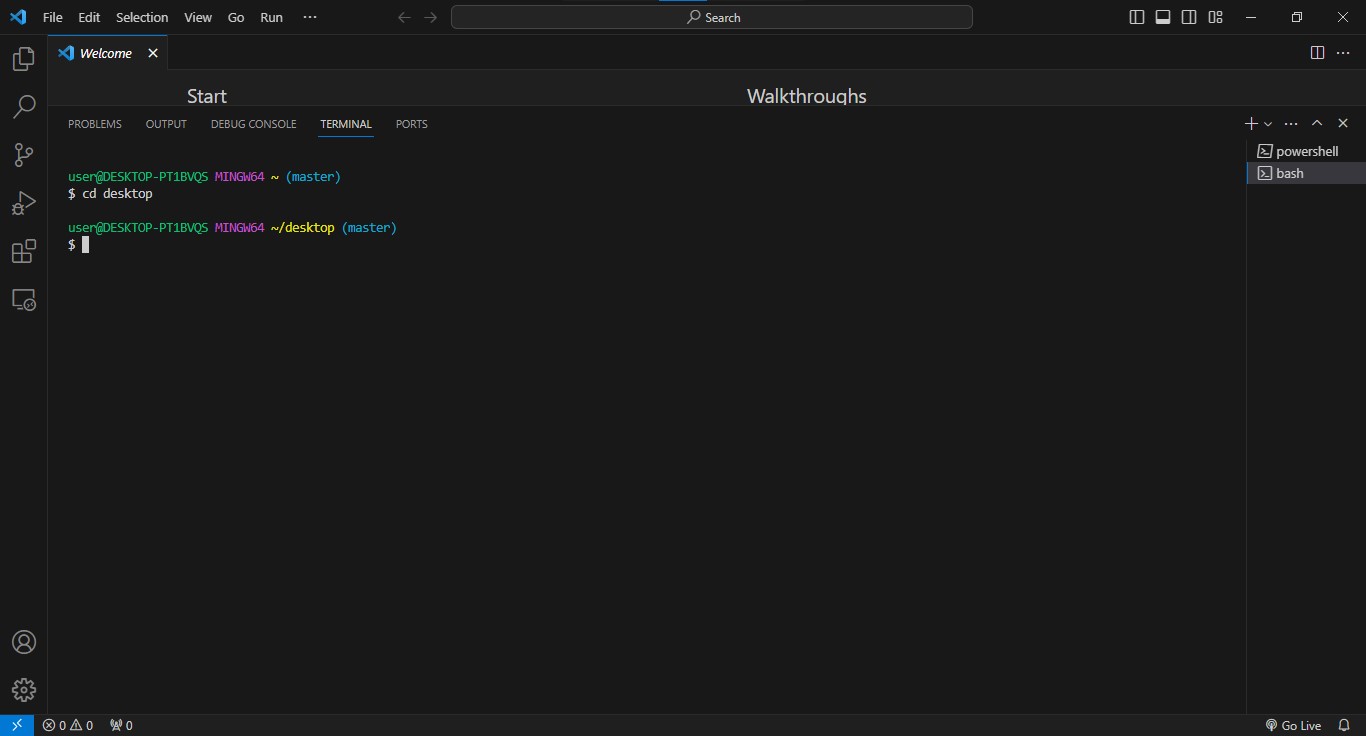 File Edit Selection View Go Run ···
Search
Welcome
Start
Walkthroughs
PROBLEMS OUTPUT DEBUG CONSOLE TERMINAL PORTS
powershell
bash
user@DESKTOP-PT1BVQS MINGW64 ~ (master)
$ cd desktop
user@DESKTOP-PT1BVQS MINGW64 ~/desktop (master)
$
0 0 0
Go Live